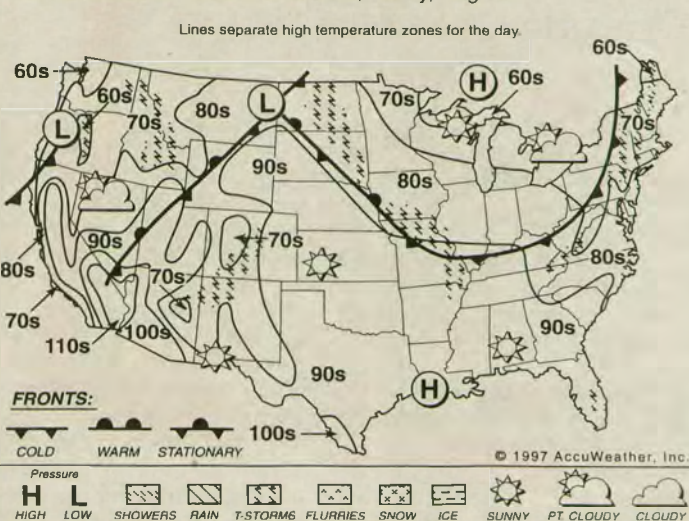 Lines separate high temperature zones for the day.
60s
60s
60s
60s
70s
70s
70s
80s
L
L
H
90s
80s
90s
70s
70s
80s
80s
70s
110s
100s
90s
90s
H
100s
FRONTS:
COLD WARM STATIONARY
© 1997 AccuWeather, Inc.
Pressure
H L
HIGH LOW SHOWERS RAIN T-STORMS FLURRIES SNOW ICE SUNNY PT CLOUDY CLOUDY